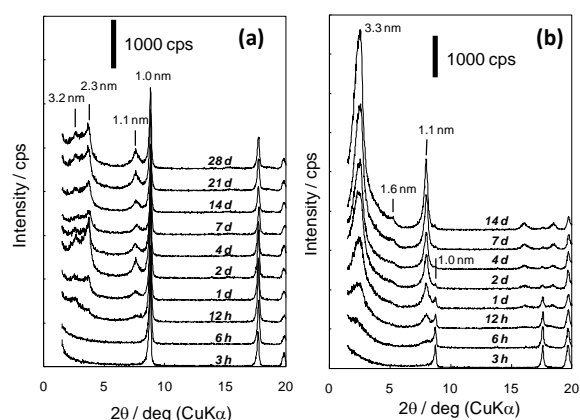 (a)
1000 cps
1.0 nm
2.3 nm
3.2 nm
1.1 nm
28 d
21 d
14 d
7 d
4 d
2 d
1 d
12 h
6 h
3 h
Intensity / cps
0 5 10 15 20
2θ / deg (CuKα)
(b)
3.3 nm
1000 cps
1.1 nm
1.6 nm
14 d
7 d
4 d
1.0 nm
2 d
1 d
12 h
6 h
3 h
Intensity / cps
0 5 10 15 20
2θ / deg (CuKα)